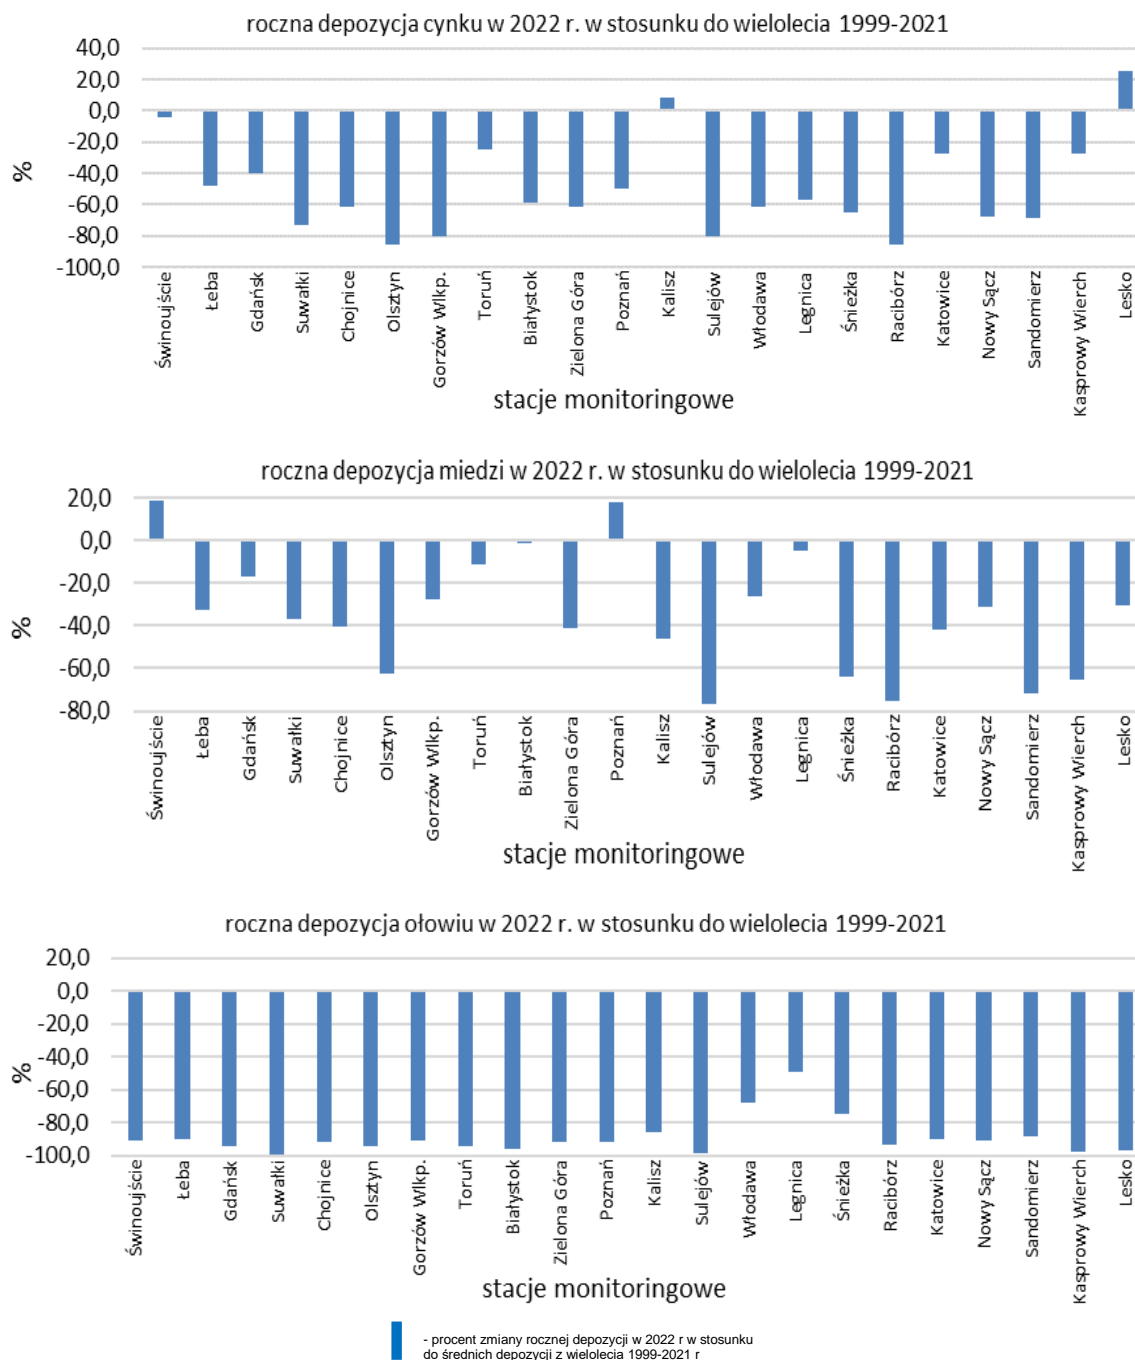 roczna depozycja cynku w 2022 r. w stosunku do wielolecia 1999-2021
40,0
20,0
0,0
-20,0
-40,0
-60,0
-80,0
-100,0
%
Świnoujście
Łeba
Gdańsk
Suwałki
Chojnice
Olsztyn
Gorzów Wlkp.
Toruń
Białystok
Zielona Góra
Poznań
Kalisz
Sulejów
Włodawa
Legnica
Śnieżka
Racibórz
Katowice
Nowy Sącz
Sandomierz
Kasprowy Wierch
Lesko
stacje monitoringowe
roczna depozycja miedzi w 2022 r. w stosunku do wielolecia 1999-2021
20,0
0,0
-20,0
-40,0
-60,0
-80,0
%
Świnoujście
Łeba
Gdańsk
Suwałki
Chojnice
Olsztyn
Gorzów Wlkp.
Toruń
Białystok
Zielona Góra
Poznań
Kalisz
Sulejów
Włodawa
Legnica
Śnieżka
Racibórz
Katowice
Nowy Sącz
Sandomierz
Kasprowy Wierch
Lesko
stacje monitoringowe
roczna depozycja ołowiu w 2022 r. w stosunku do wielolecia 1999-2021
20,0
0,0
-20,0
-40,0
-60,0
-80,0
-100,0
%
Świnoujście
Łeba
Gdańsk
Suwałki
Chojnice
Olsztyn
Gorzów Wlkp.
Toruń
Białystok
Zielona Góra
Poznań
Kalisz
Sulejów
Włodawa
Legnica
Śnieżka
Racibórz
Katowice
Nowy Sącz
Sandomierz
Kasprowy Wierch
Lesko
stacje monitoringowe
- procent zmiany rocznej depozycji w 2022 r w stosunku
do średnich depozycji z wielolecia 1999-2021 r